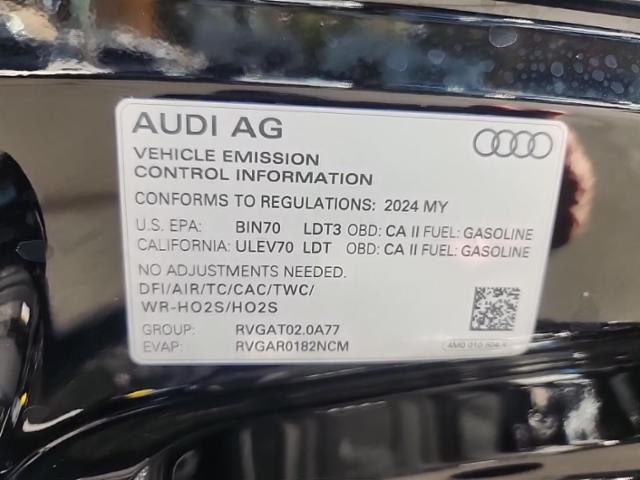 AUDI AG
VEHICLE EMISSION
CONTROL INFORMATION
CONFORMS TO REGULATIONS: 2024 MY
U.S. EPA: BIN70 LDT3 OBD: CA II FUEL: GASOLINE
CALIFORNIA: ULEV70 LDT OBD: CA II FUEL: GASOLINE
NO ADJUSTMENTS NEEDED.
DFI/AIR/TC/CAC/TWC/
WR-HO2S/HO2S
GROUP: RVGAT02.0A77
EVAP: RVGAR0182NCM
4M0 010